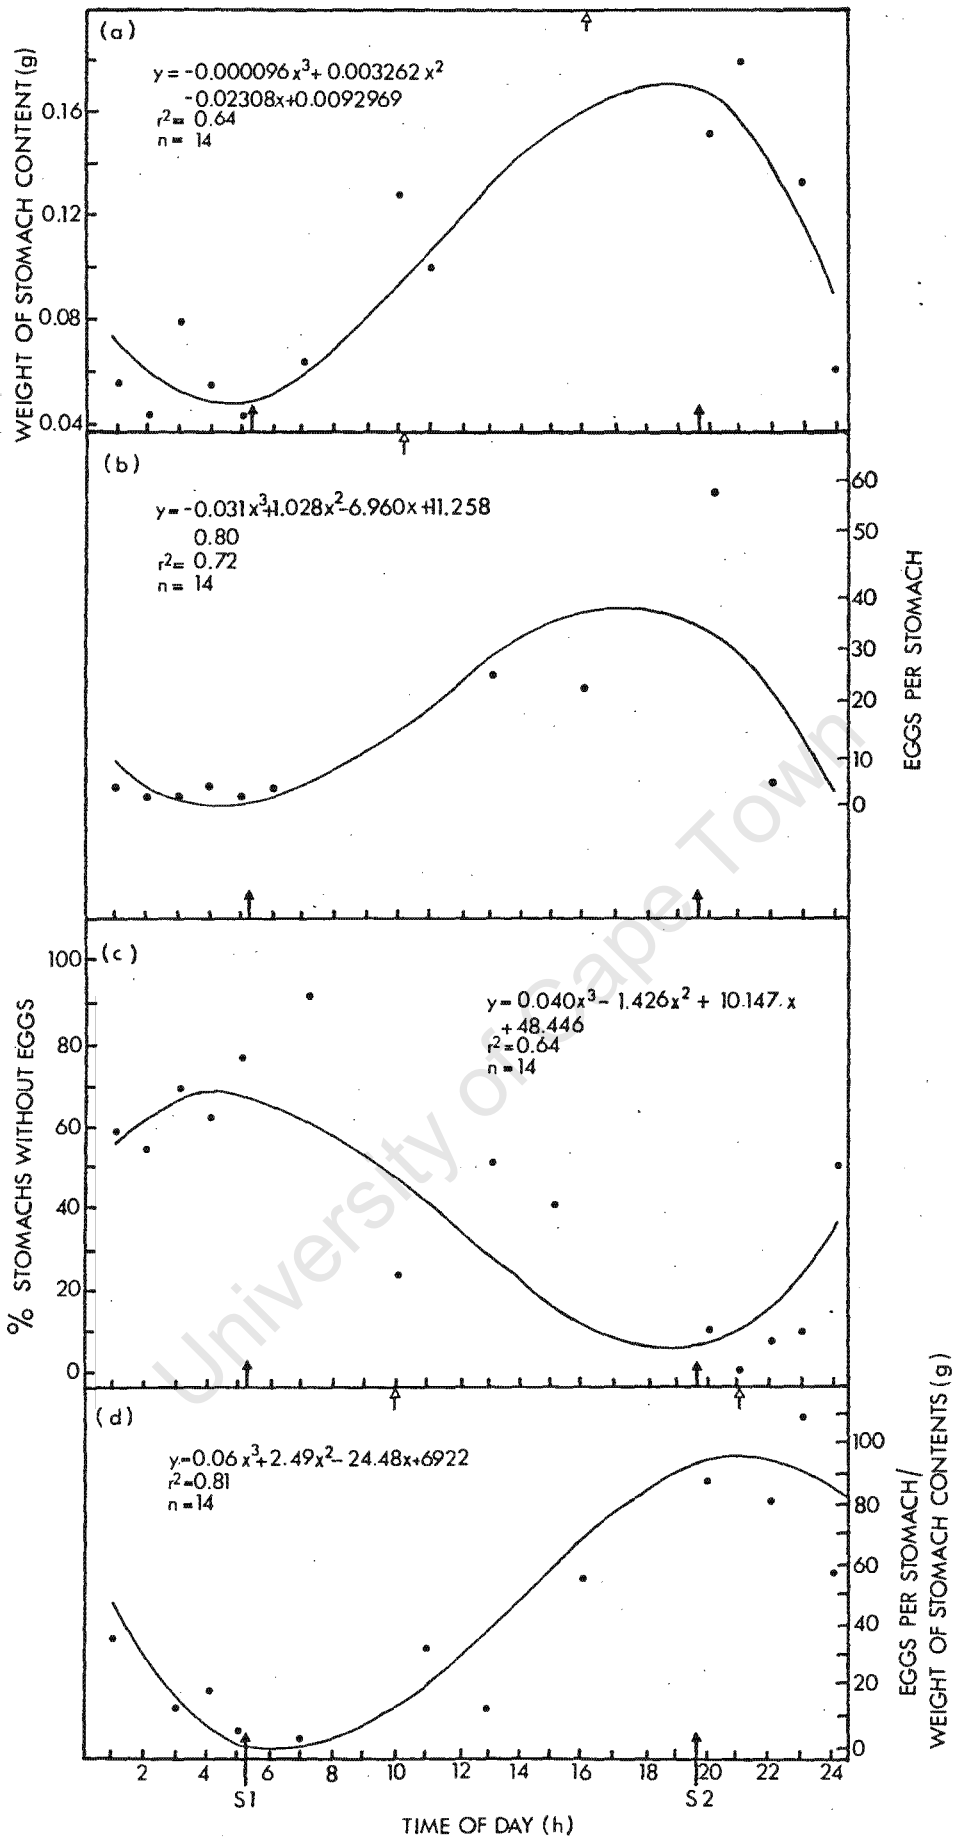 (a)
y = -0.000096x³ + 0.003262x²
-0.02308x+0.0092969
r² = 0.64
n = 14
0.16
0.12
0.08
0.04
WEIGHT OF STOMACH CONTENT (g)
(b)
y = -0.031x³+1.028x²-6.960x+11.258
0.80
r² = 0.72
n = 14
60
50
40
30
20
10
0
EGGS PER STOMACH
(c)
y = 0.040x³ - 1.426x² + 10.147.x
+48.446
r² = 0.64
n = 14
100
80
60
40
20
0
% STOMACHS WITHOUT EGGS
(d)
y.=0.06x³+2.49x²-24.48x+6922
r² = 0.81
n = 14
100
80
60
40
20
0
EGGS PER STOMACH/
WEIGHT OF STOMACH CONTENTS (g)
2 4 6 8 10 12 14 16 18 20 22 24
S1 S2
TIME OF DAY (h)
University of Cape Town